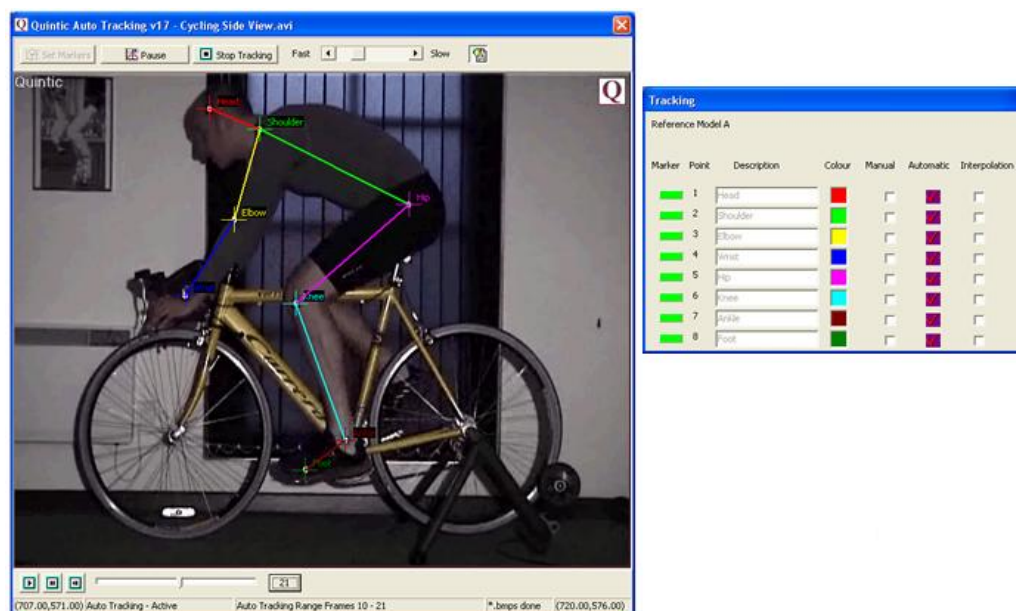 Quintic Auto Tracking v17 - Cycling Side View.avi
Set Markers Pause Stop Tracking Fast Slow
Quintic
Q
Head
Shoulder
Hip
Elbow
Knee
Foot
21
(707.00,571.00) Auto Tracking - Active Auto Tracking Range Frames 10 - 21 *.bmps done (720.00,576.00)
Tracking
Reference Model A
Marker Point Description Colour Manual Automatic Interpolation
1 Head
2 Shoulder
3 Elbow
4 Wrist
5 Hip
6 Knee
7 Ankle
8 Foot